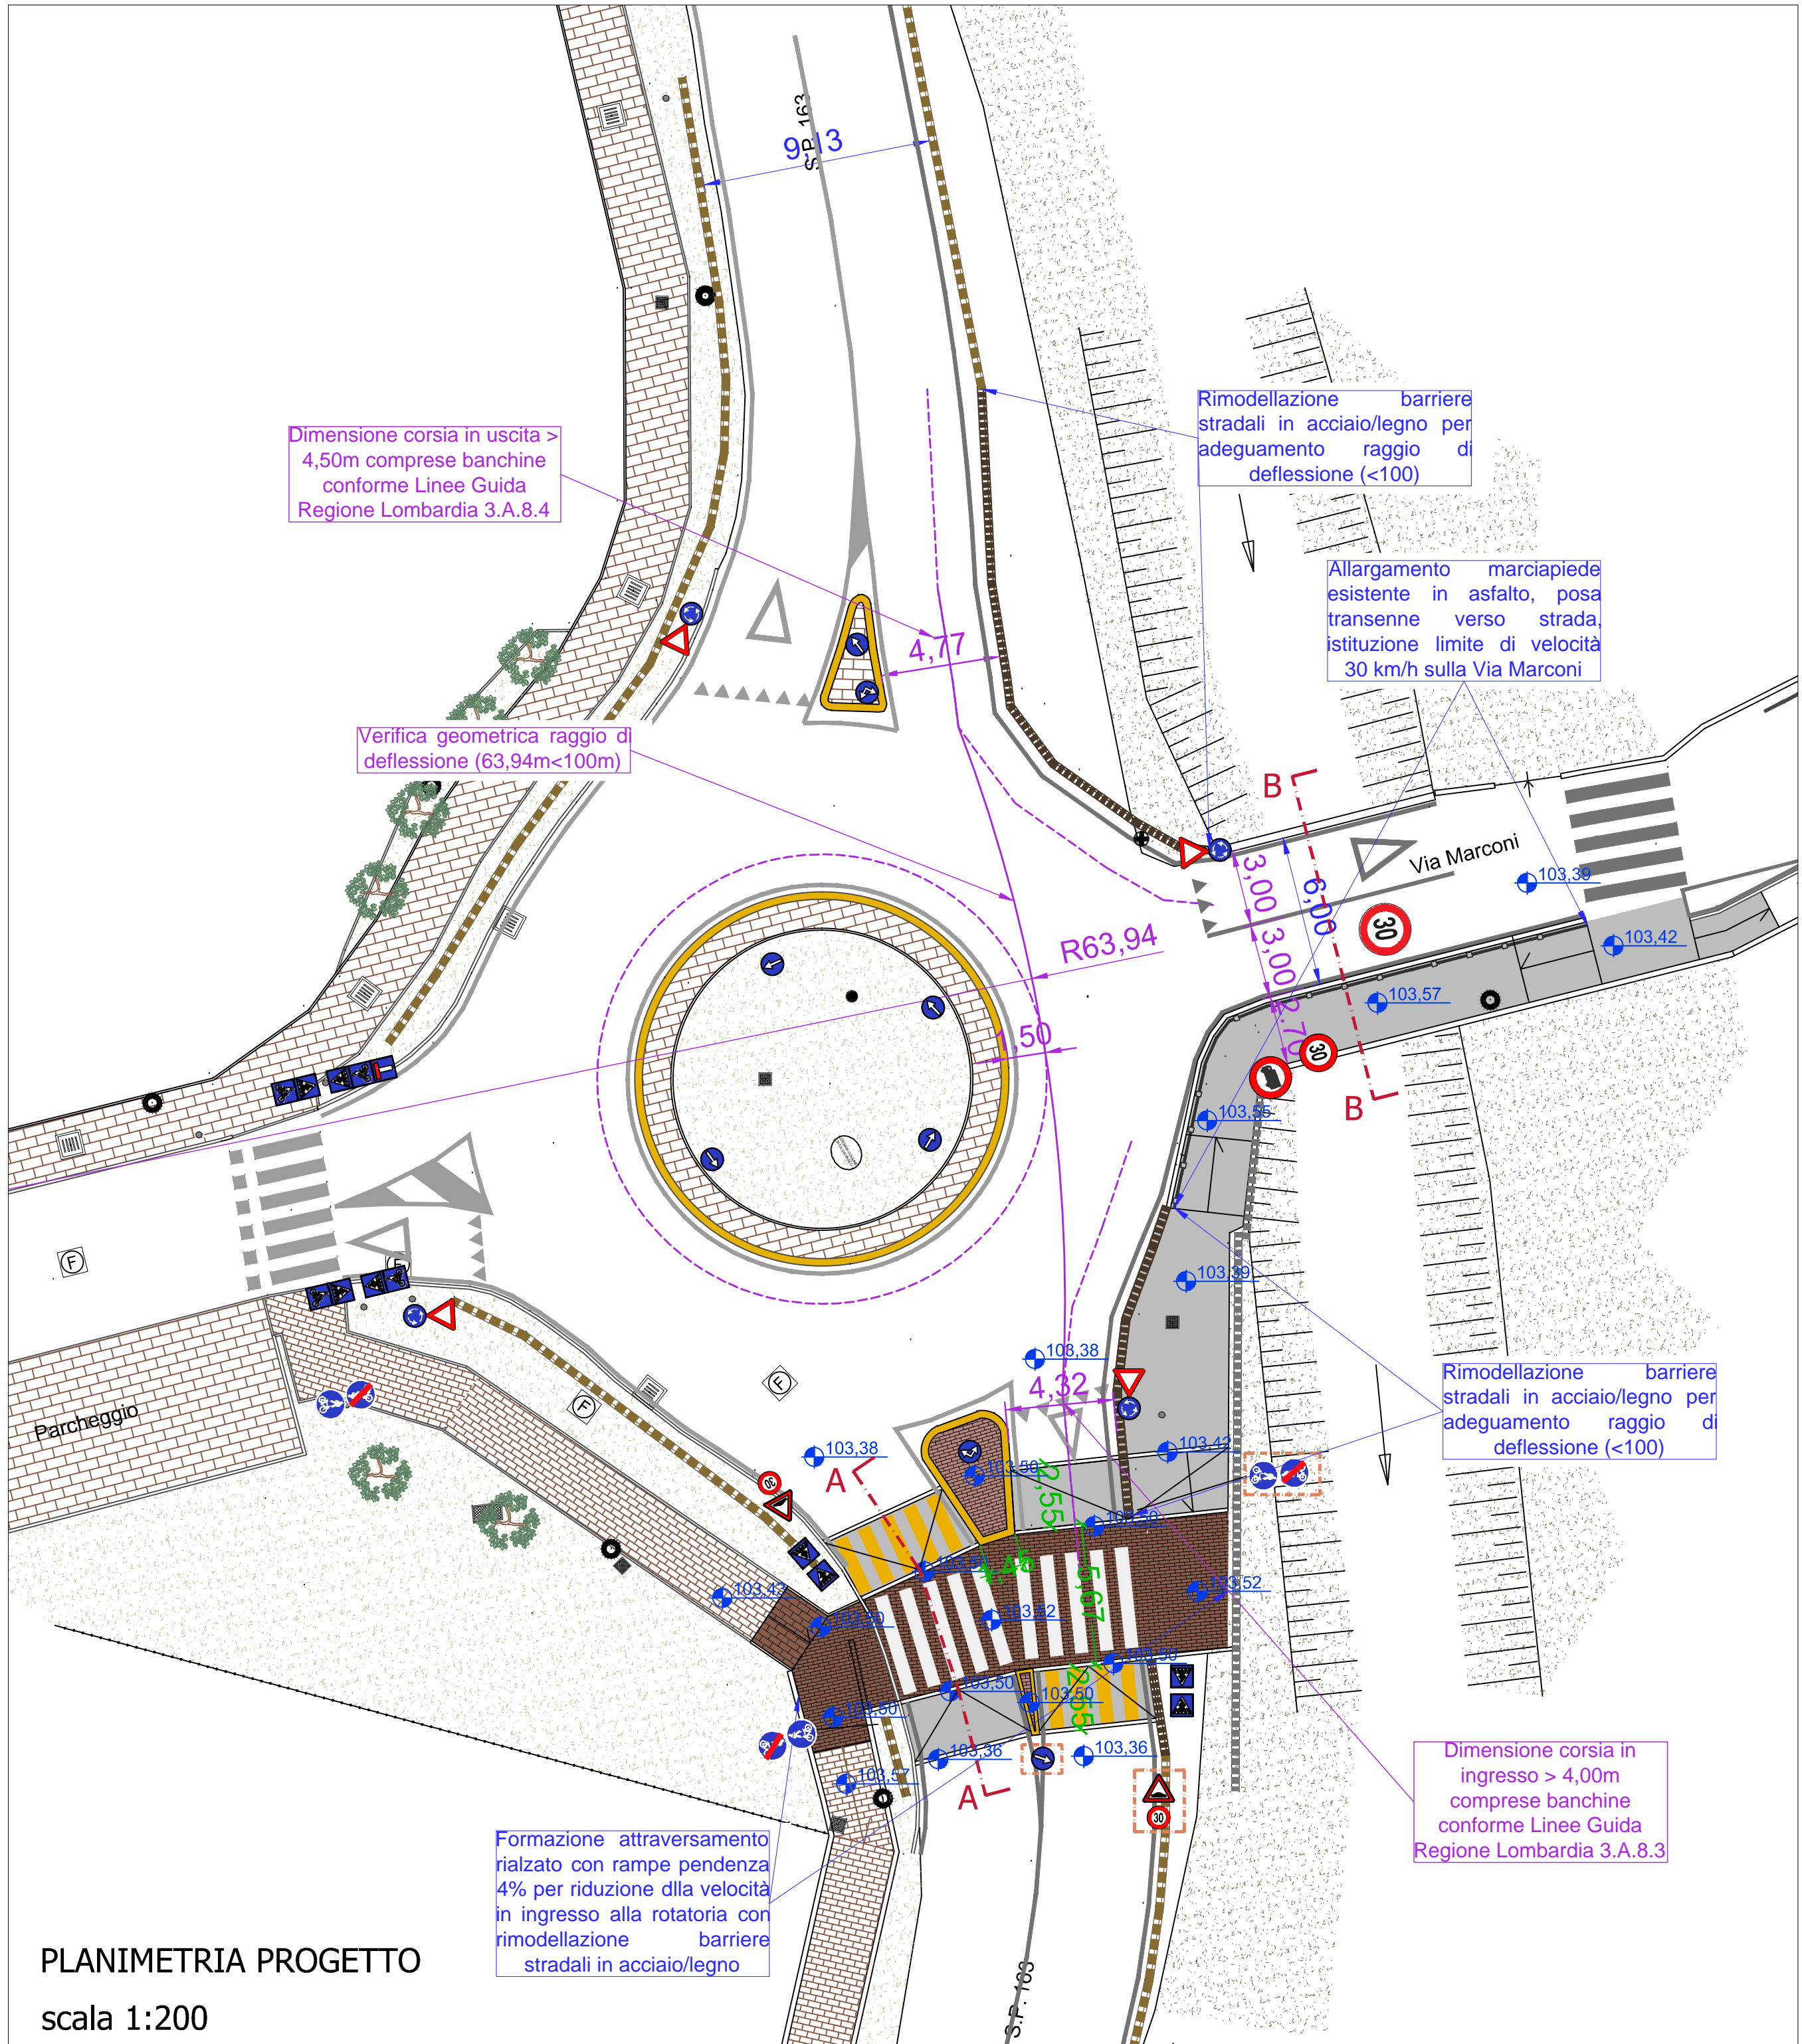 S.P. 163
9,13
Rimodellazione barriere
stradali in acciaio/legno per
adeguamento raggio di
deflessione (<100)
Dimensione corsia in uscita >
4,50m comprese banchine
conforme Linee Guida
Regione Lombardia 3.A.8.4
Allargamento marciapiede
esistente in asfalto, posa
transenne verso strada,
istituzione limite di velocità
30 km/h sulla Via Marconi
4,77
Verifica geometrica raggio di
deflessione (63,94m<100m)
B
Via Marconi
3,00
6,00
103,39
30
R63,94
3,00
103,42
103,57
1,50
2.70
30
B
103,55
F
F
103,39
103,38
4,32
Rimodellazione barriere
stradali in acciaio/legno per
adeguamento raggio di
deflessione (<100)
Parcheggio
F
F
103,38
A
30
103,50
2,55
103,42
103,50
103,50
1,45
5,67
103,43
103,50
103,52
103,52
103,50
103,50
103,50
103,50
2,55
103,36
103,36
103,57
A
30
Dimensione corsia in
ingresso > 4,00m
comprese banchine
conforme Linee Guida
Regione Lombardia 3.A.8.3
Formazione attraversamento
rialzato con rampe pendenza
4% per riduzione dlla velocità
in ingresso alla rotatoria con
rimodellazione barriere
stradali in acciaio/legno
S.P. 163
PLANIMETRIA PROGETTO
scala 1:200